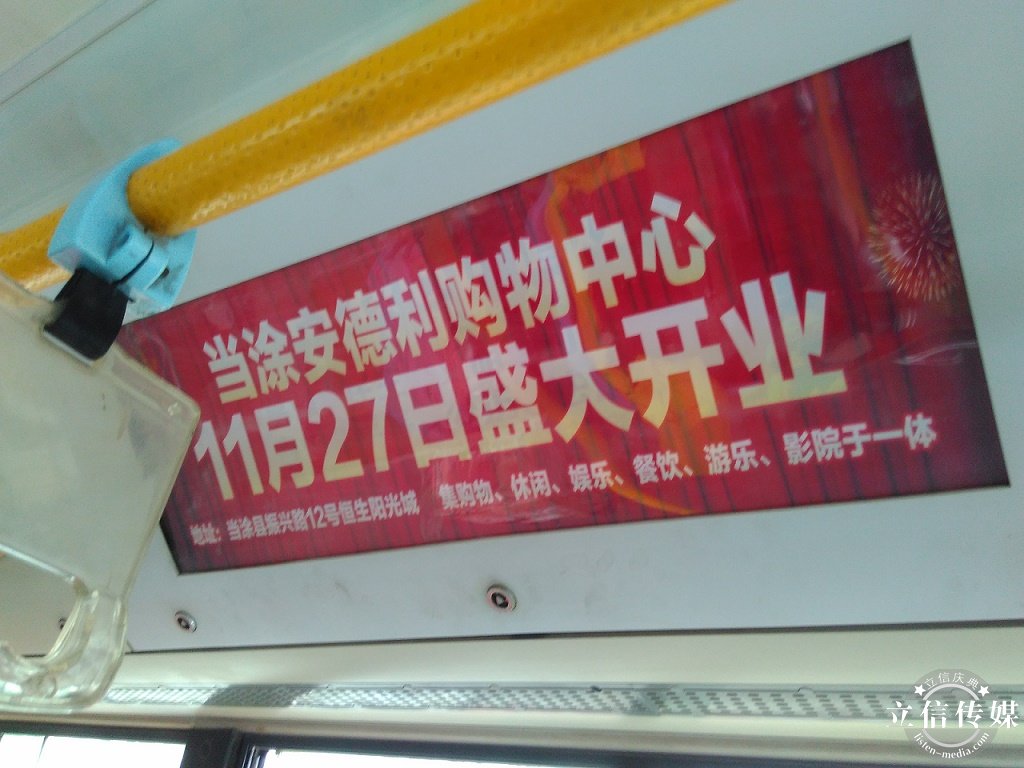 当涂安德利购物中心
11月27日盛大开业
地址：当涂县振兴路12号恒生阳光城 集购物、休闲、娱乐、餐饮、游乐、影院于一体
立信庆典
立信传媒
listen-media.com